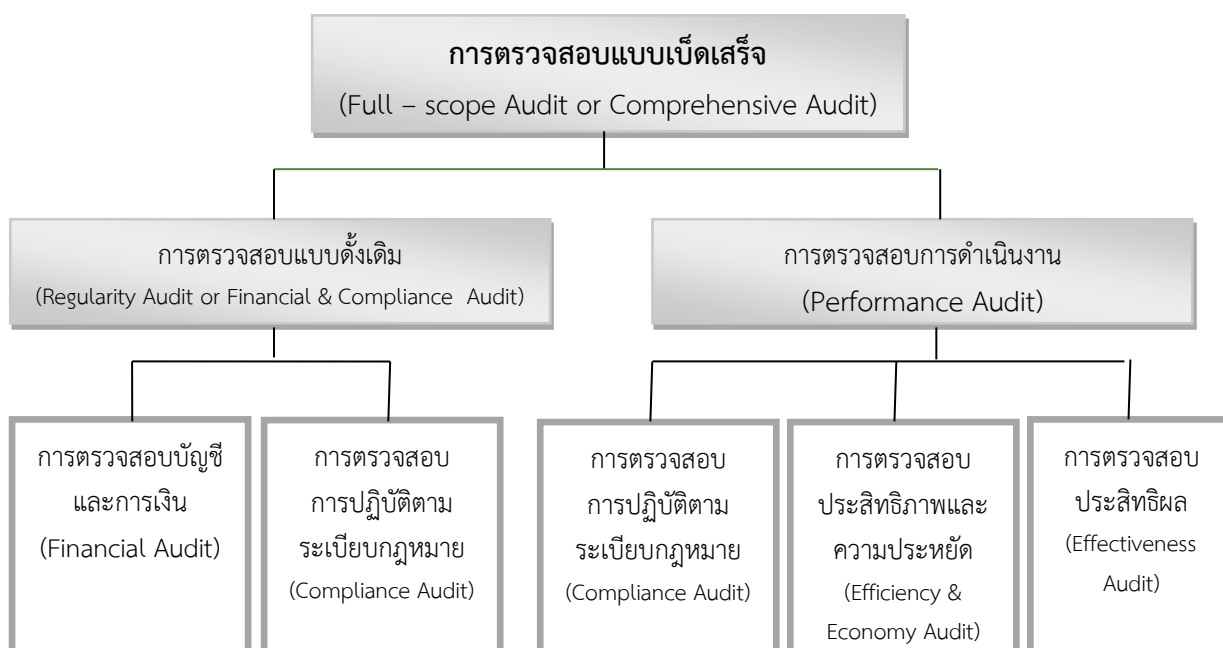 การตรวจสอบแบบเบ็ดเสร็จ
(Full – scope Audit or Comprehensive Audit)
การตรวจสอบแบบดั้งเดิม
(Regularity Audit or Financial & Compliance Audit)
การตรวจสอบการดำเนินงาน
(Performance Audit)
การตรวจสอบบัญชี
และการเงิน
(Financial Audit)
การตรวจสอบ
การปฏิบัติตาม
ระเบียบกฎหมาย
(Compliance Audit)
การตรวจสอบ
การปฏิบัติตาม
ระเบียบกฎหมาย
(Compliance Audit)
การตรวจสอบ
ประสิทธิภาพและ
ความประหยัด
(Efficiency &
Economy Audit)
การตรวจสอบ
ประสิทธิผล
(Effectiveness
Audit)